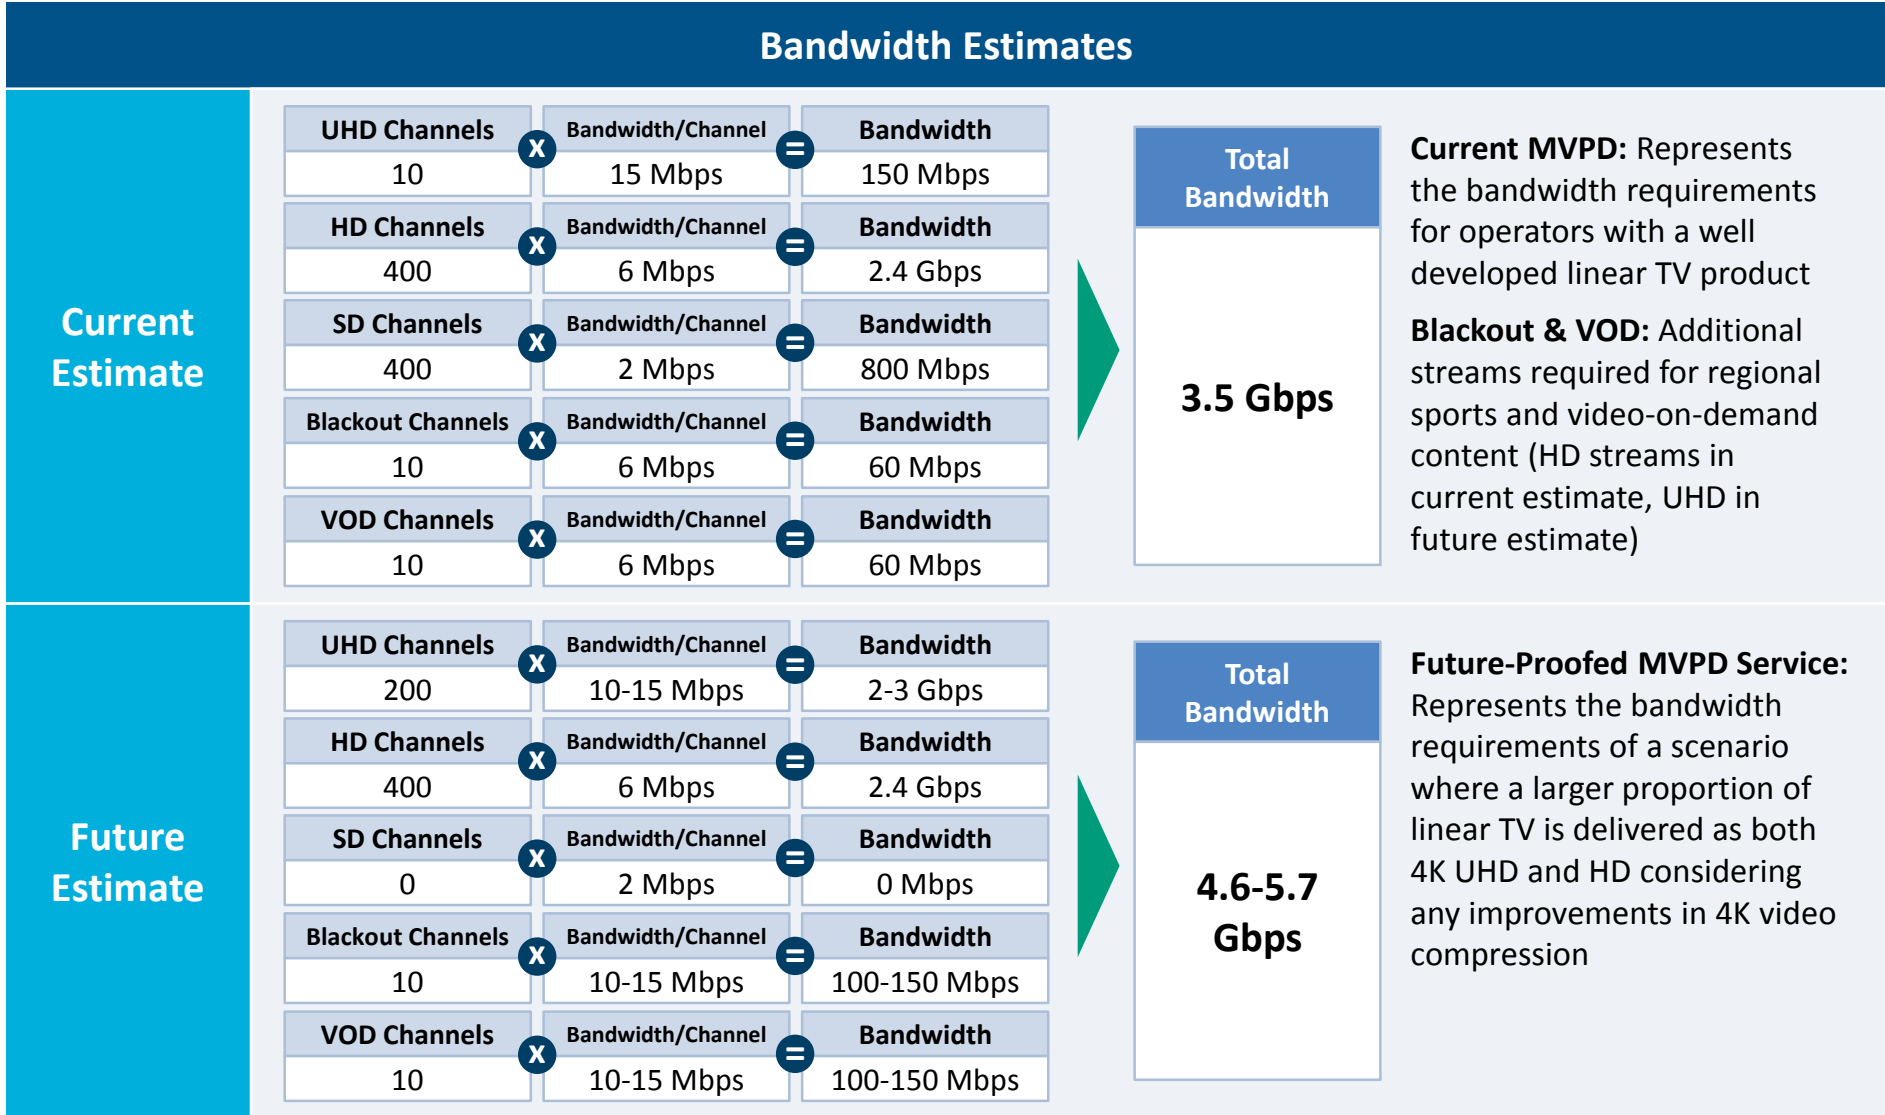 Bandwidth Estimates
Current
Estimate
UHD Channels
x
Bandwidth/Channel
=
Bandwidth
10
15 Mbps
150 Mbps
HD Channels
x
Bandwidth/Channel
=
Bandwidth
400
6 Mbps
2.4 Gbps
SD Channels
x
Bandwidth/Channel
=
Bandwidth
400
2 Mbps
800 Mbps
Blackout Channels
x
Bandwidth/Channel
=
Bandwidth
10
6 Mbps
60 Mbps
VOD Channels
x
Bandwidth/Channel
=
Bandwidth
10
6 Mbps
60 Mbps
Total
Bandwidth
3.5 Gbps
Current MVPD: Represents
the bandwidth requirements
for operators with a well
developed linear TV product
Blackout & VOD: Additional
streams required for regional
sports and video-on-demand
content (HD streams in
current estimate, UHD in
future estimate)
Future
Estimate
UHD Channels
x
Bandwidth/Channel
=
Bandwidth
200
10-15 Mbps
2-3 Gbps
HD Channels
x
Bandwidth/Channel
=
Bandwidth
400
6 Mbps
2.4 Gbps
SD Channels
x
Bandwidth/Channel
=
Bandwidth
0
2 Mbps
0 Mbps
Blackout Channels
x
Bandwidth/Channel
=
Bandwidth
10
10-15 Mbps
100-150 Mbps
VOD Channels
x
Bandwidth/Channel
=
Bandwidth
10
10-15 Mbps
100-150 Mbps
Total
Bandwidth
4.6-5.7
Gbps
Future-Proofed MVPD Service:
Represents the bandwidth
requirements of a scenario
where a larger proportion of
linear TV is delivered as both
4K UHD and HD considering
any improvements in 4K video
compression